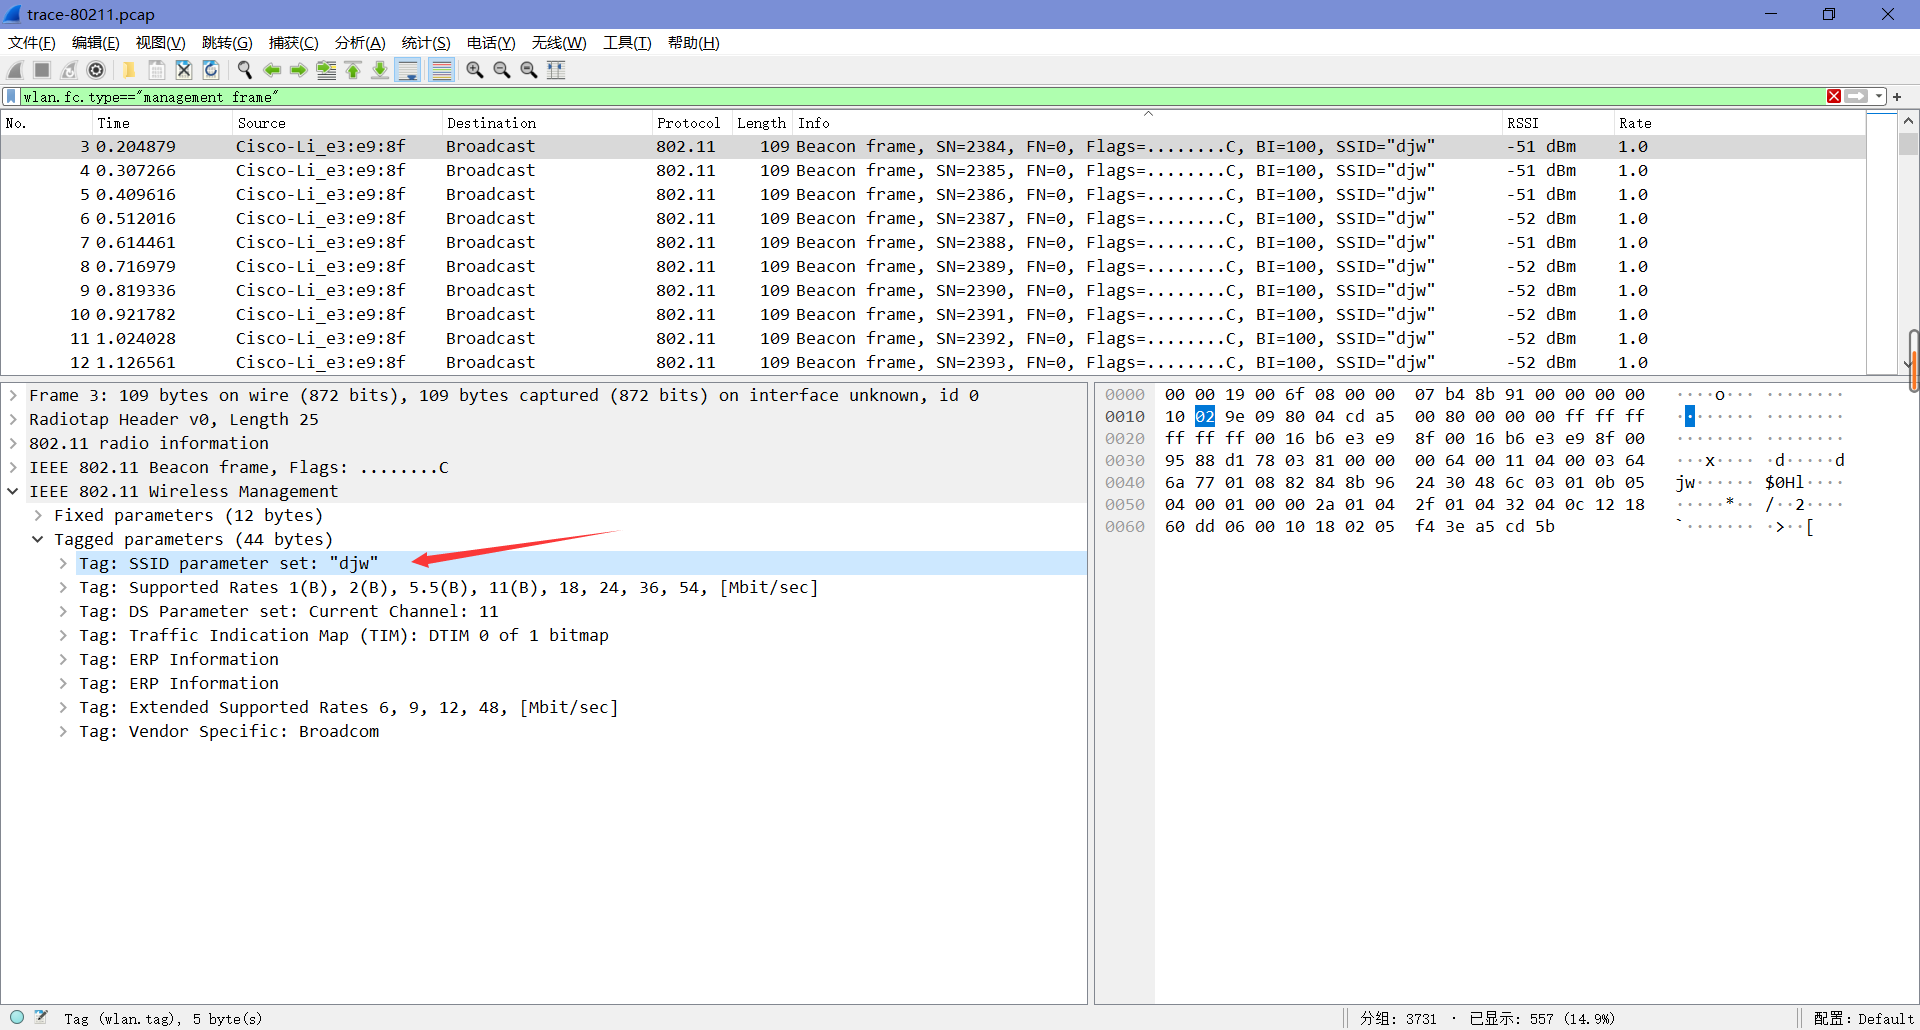 trace-80211.pcap
文件(F) 编辑(E) 视图(V) 跳转(G) 捕获(C) 分析(A) 统计(S) 电话(Y) 无线(W) 工具(T) 帮助(H)
wlan.fc.type=="management frame"
No. Time Source Destination Protocol Length Info RSSI Rate
3 0.204879 Cisco-Li_e3:e9:8f Broadcast 802.11 109 Beacon frame, SN=2384, FN=0, Flags=........C, BI=100, SSID="djw" -51 dBm 1.0
4 0.307266 Cisco-Li_e3:e9:8f Broadcast 802.11 109 Beacon frame, SN=2385, FN=0, Flags=........C, BI=100, SSID="djw" -51 dBm 1.0
5 0.409616 Cisco-Li_e3:e9:8f Broadcast 802.11 109 Beacon frame, SN=2386, FN=0, Flags=........C, BI=100, SSID="djw" -51 dBm 1.0
6 0.512016 Cisco-Li_e3:e9:8f Broadcast 802.11 109 Beacon frame, SN=2387, FN=0, Flags=........C, BI=100, SSID="djw" -52 dBm 1.0
7 0.614461 Cisco-Li_e3:e9:8f Broadcast 802.11 109 Beacon frame, SN=2388, FN=0, Flags=........C, BI=100, SSID="djw" -51 dBm 1.0
8 0.716979 Cisco-Li_e3:e9:8f Broadcast 802.11 109 Beacon frame, SN=2389, FN=0, Flags=........C, BI=100, SSID="djw" -52 dBm 1.0
9 0.819336 Cisco-Li_e3:e9:8f Broadcast 802.11 109 Beacon frame, SN=2390, FN=0, Flags=........C, BI=100, SSID="djw" -52 dBm 1.0
10 0.921782 Cisco-Li_e3:e9:8f Broadcast 802.11 109 Beacon frame, SN=2391, FN=0, Flags=........C, BI=100, SSID="djw" -52 dBm 1.0
11 1.024028 Cisco-Li_e3:e9:8f Broadcast 802.11 109 Beacon frame, SN=2392, FN=0, Flags=........C, BI=100, SSID="djw" -52 dBm 1.0
12 1.126561 Cisco-Li_e3:e9:8f Broadcast 802.11 109 Beacon frame, SN=2393, FN=0, Flags=........C, BI=100, SSID="djw" -52 dBm 1.0
Frame 3: 109 bytes on wire (872 bits), 109 bytes captured (872 bits) on interface unknown, id 0
Radiotap Header v0, Length 25
802.11 radio information
IEEE 802.11 Beacon frame, Flags: ........C
IEEE 802.11 Wireless Management
Fixed parameters (12 bytes)
Tagged parameters (44 bytes)
Tag: SSID parameter set: "djw"
Tag: Supported Rates 1(B), 2(B), 5.5(B), 11(B), 18, 24, 36, 54, [Mbit/sec]
Tag: DS Parameter set: Current Channel: 11
Tag: Traffic Indication Map (TIM): DTIM 0 of 1 bitmap
Tag: ERP Information
Tag: ERP Information
Tag: Extended Supported Rates 6, 9, 12, 48, [Mbit/sec]
Tag: Vendor Specific: Broadcom
0000 00 00 19 00 6f 08 00 00 07 b4 8b 91 00 00 00 00 ····o··· ········
0010 10 02 9e 09 80 04 cd a5 00 80 00 00 00 ff ff ff ········ ········
0020 ff ff ff 00 16 b6 e3 e9 8f 00 16 b6 e3 e9 8f 00 ········ ········
0030 95 88 d1 78 03 81 00 00 00 64 00 11 04 00 03 64 ···x···· ·d·····d
0040 6a 77 01 08 82 84 8b 96 24 30 48 6c 03 01 0b 05 jw······ $0Hl····
0050 04 00 01 00 00 2a 01 04 2f 01 04 32 04 0c 12 18 ·····*·· /··2····
0060 60 dd 06 00 10 18 02 05 f4 3e a5 cd 5b `······· ·>··[
Tag (wlan.tag), 5 byte(s) 分组: 3731 · 已显示: 557 (14.9%) 配置: Default